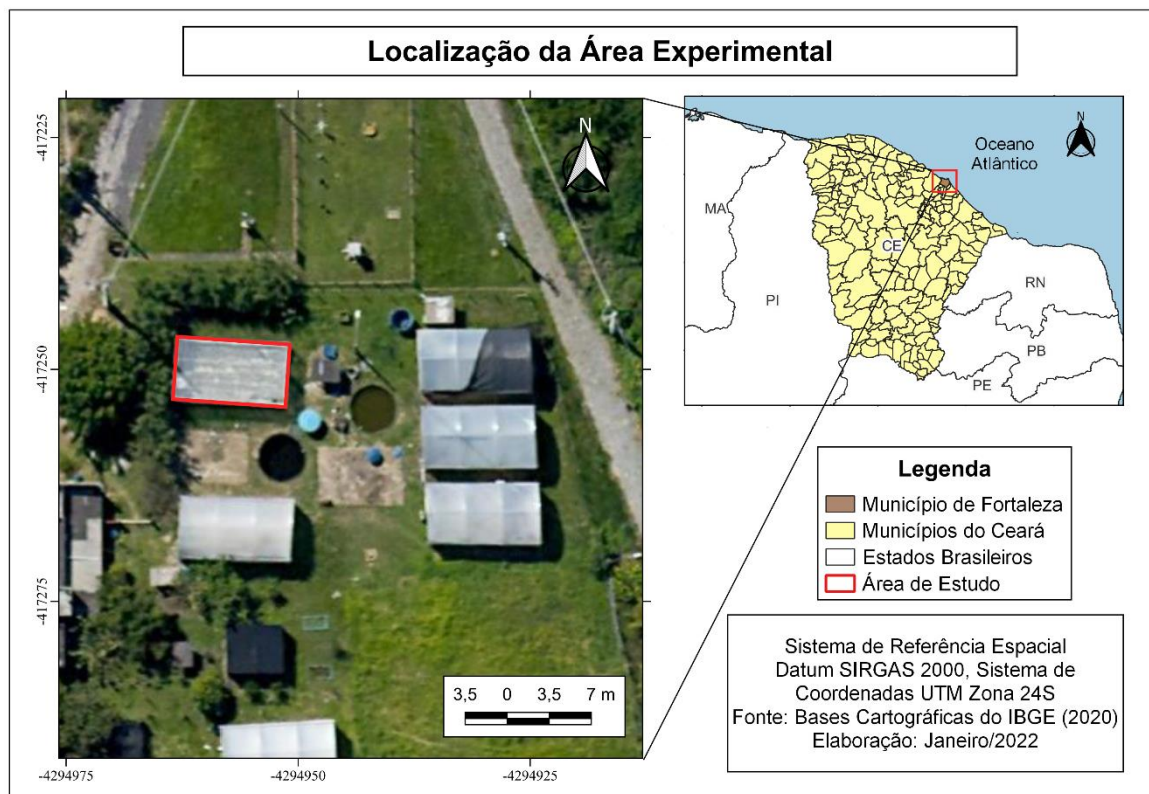 Localização da Área Experimental
-417225
-417250
-417275
-4294975
-4294950
-4294925
N
3,5 0 3,5 7 m
N
Oceano
Atlântico
MA
PI
CE
RN
PB
PE
Legenda
Município de Fortaleza
Municípios do Ceará
Estados Brasileiros
Área de Estudo
Sistema de Referência Espacial
Datum SIRGAS 2000, Sistema de
Coordenadas UTM Zona 24S
Fonte: Bases Cartográficas do IBGE (2020)
Elaboração: Janeiro/2022